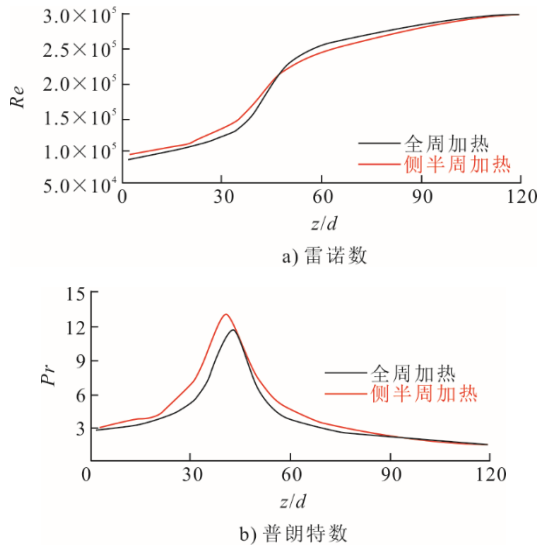 3.0×10⁵
2.5×10⁵
2.0×10⁵
1.5×10⁵
1.0×10⁵
5.0×10⁴
Re
全周加热
侧半周加热
0 30 60 90 120
z/d
a) 雷诺数
15
12
9
6
3
Pr
全周加热
侧半周加热
0 30 60 90 120
z/d
b) 普朗特数